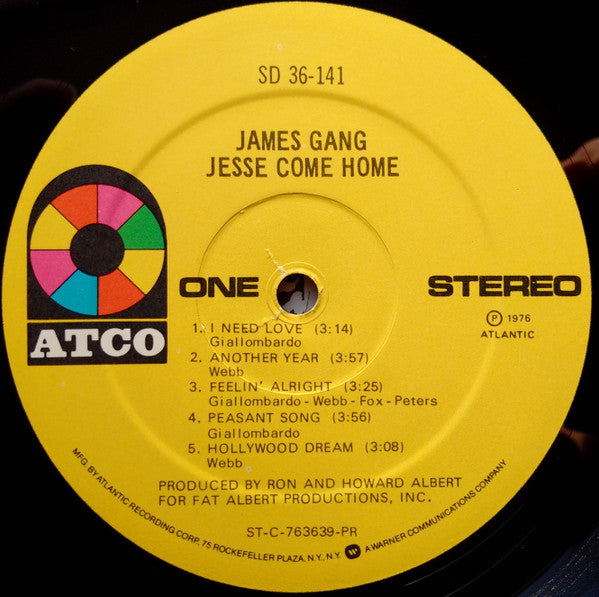 SD 36-141
JAMES GANG
JESSE COME HOME
ATCO
ONE
STEREO
Ⓟ 1976
ATLANTIC
1. I NEED LOVE (3:14)
Giallombardo
2. ANOTHER YEAR (3:57)
Webb
3. FEELIN' ALRIGHT (3:25)
Giallombardo - Webb - Fox - Peters
4. PEASANT SONG (3:56)
Giallombardo
5. HOLLYWOOD DREAM (3:08)
Webb
PRODUCED BY RON AND HOWARD ALBERT
FOR FAT ALBERT PRODUCTIONS, INC.
ST-C-763639-PR
MFG. BY ATLANTIC RECORDING CORP., 75 ROCKEFELLER PLAZA, N.Y., N.Y. W A WARNER COMMUNICATIONS COMPANY